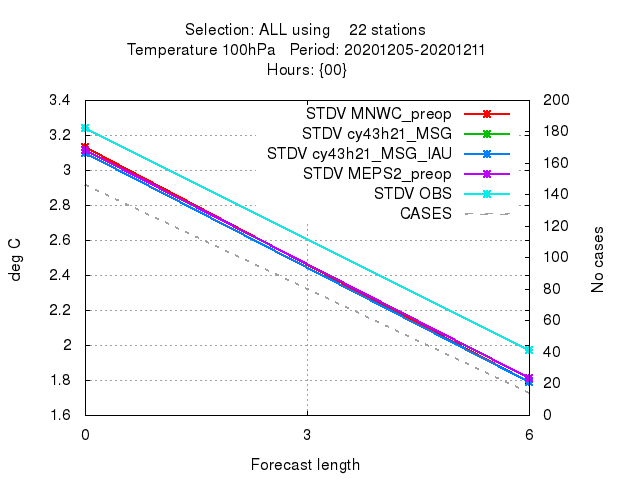 Selection: ALL using    22 stations
Temperature 100hPa   Period: 20201205-20201211
Hours: {00}
3.4
3.2
3
2.8
2.6
2.4
2.2
2
1.8
1.6
200
180
160
140
120
100
80
60
40
20
0
STDV MNWC_preop
STDV cy43h21_MSG
STDV cy43h21_MSG_IAU
STDV MEPS2_preop
STDV OBS
CASES
deg C
No cases
0 3 6
Forecast length